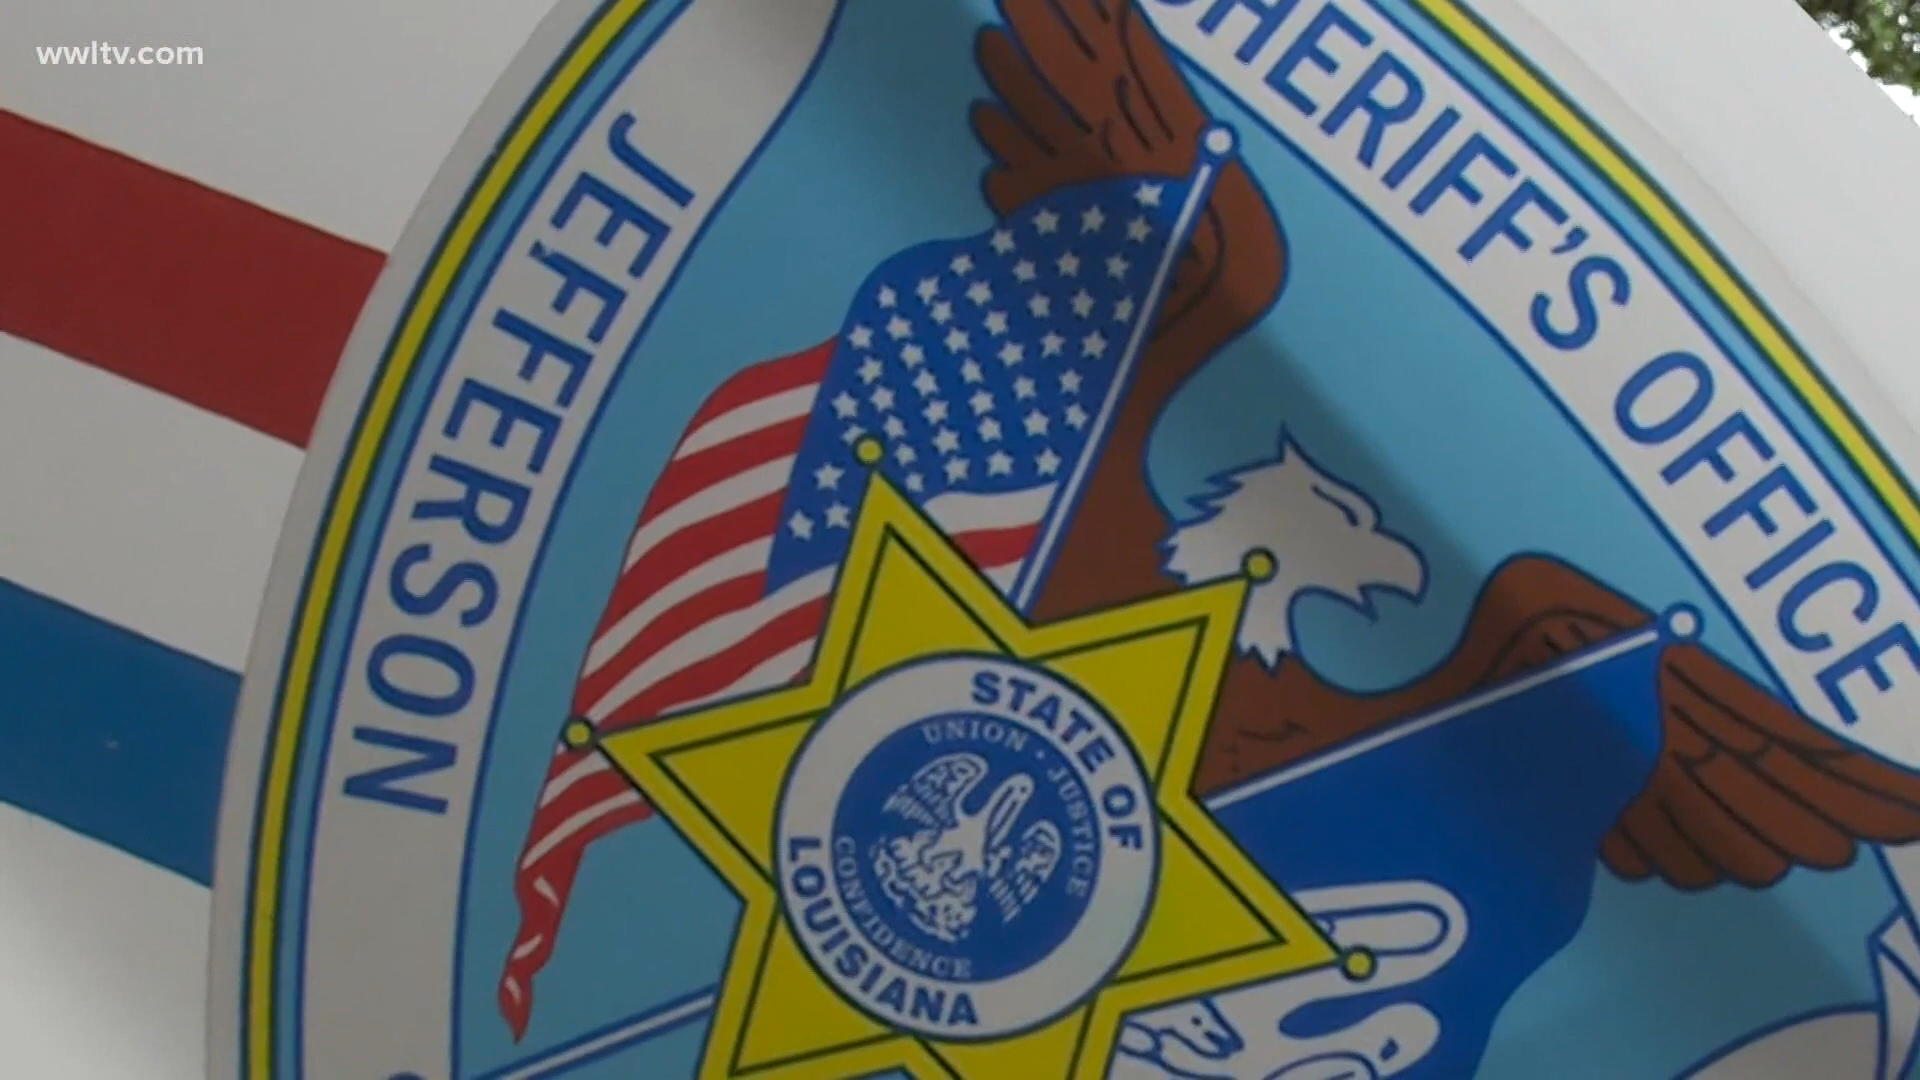 wwltv.com
JEFFERSON
SHERIFF'S OFFICE
STATE OF
LOUISIANA
UNION · JUSTICE
CONFIDENCE